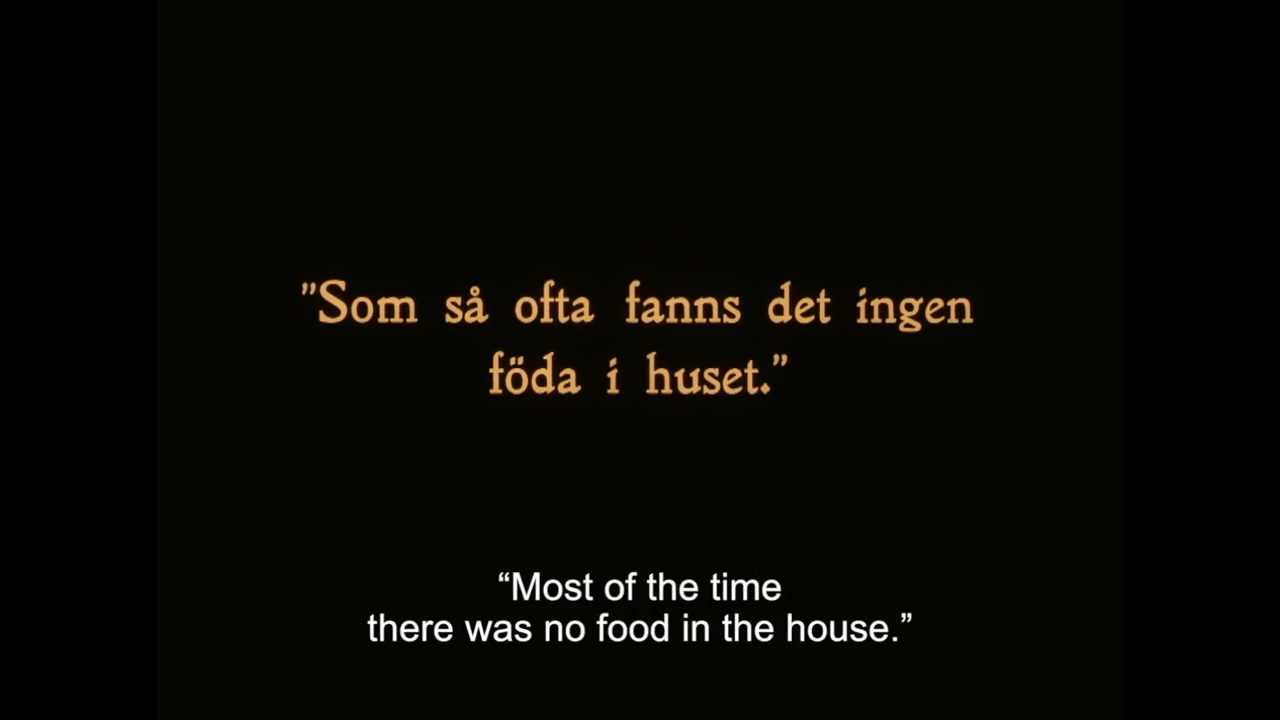 "Som så ofta fanns det ingen
föda i huset."
“Most of the time
there was no food in the house.”